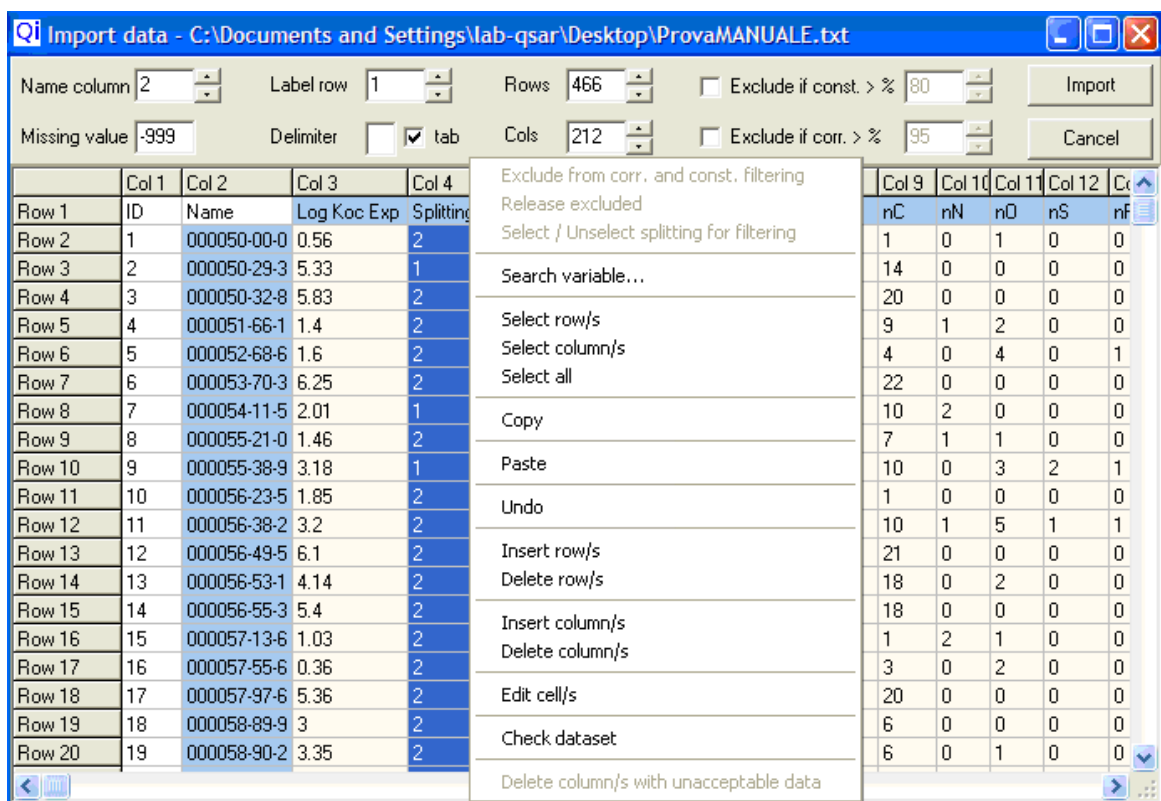 Qi Import data - C:\Documents and Settings\lab-qsar\Desktop\ProvaMANUALE.txt
Name column 2 Label row 1 Rows 466 Exclude if const. > % 80 Import
Missing value -999 Delimiter tab Cols 212 Exclude if corr. > % 95 Cancel
Col 1 Col 2 Col 3 Col 4 Col 9 Col 10 Col 11 Col 12
Row 1 ID Name Log Koc Exp Splitting nC nN nO nS
Row 2 1 000050-00-0 0.56 2 1 0 1 0 0
Row 3 2 000050-29-3 5.33 1 14 0 0 0 0
Row 4 3 000050-32-8 5.83 2 20 0 0 0 0
Row 5 4 000051-66-1 1.4 2 9 1 2 0 0
Row 6 5 000052-68-6 1.6 2 4 0 4 0 1
Row 7 6 000053-70-3 6.25 2 22 0 0 0 0
Row 8 7 000054-11-5 2.01 1 10 2 0 0 0
Row 9 8 000055-21-0 1.46 2 7 1 1 0 0
Row 10 9 000055-38-9 3.18 1 10 0 3 2 1
Row 11 10 000056-23-5 1.85 2 1 0 0 0 0
Row 12 11 000056-38-2 3.2 2 10 1 5 1 1
Row 13 12 000056-49-5 6.1 2 21 0 0 0 0
Row 14 13 000056-53-1 4.14 2 18 0 2 0 0
Row 15 14 000056-55-3 5.4 2 18 0 0 0 0
Row 16 15 000057-13-6 1.03 2 1 2 1 0 0
Row 17 16 000057-55-6 0.36 2 3 0 2 0 0
Row 18 17 000057-97-6 5.36 2 20 0 0 0 0
Row 19 18 000058-89-9 3 2 6 0 0 0 0
Row 20 19 000058-90-2 3.35 2 6 0 1 0 0
Exclude from corr. and const. filtering
Release excluded
Select / Unselect splitting for filtering
Search variable...
Select row/s
Select column/s
Select all
Copy
Paste
Undo
Insert row/s
Delete row/s
Insert column/s
Delete column/s
Edit cell/s
Check dataset
Delete column/s with unacceptable data